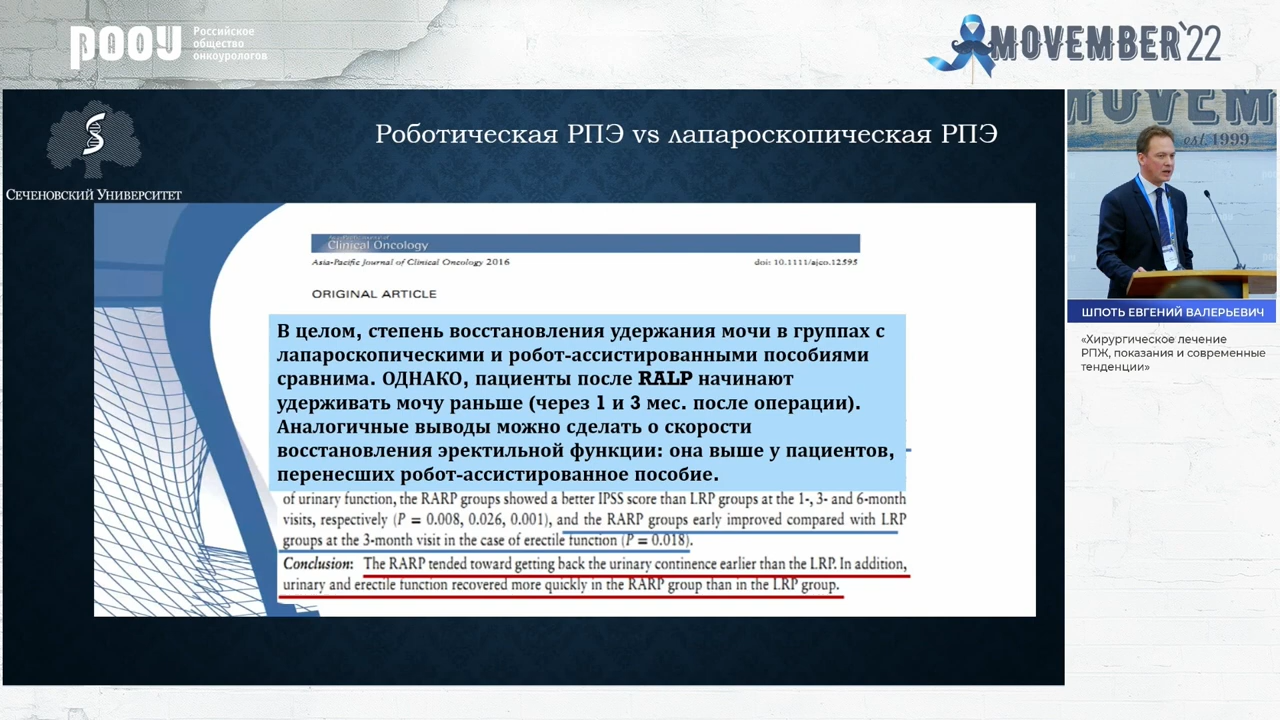 РООУ
Российское
общество
онкоурологов
MOVEMBER'22
Роботическая РПЭ vs лапароскопическая РПЭ
СЕЧЕНОВСКИЙ УНИВЕРСИТЕТ
Clinical Oncology
Asia-Pacific Journal of Clinical Oncology 2016
doi: 10.1111/ajco.12595
ORIGINAL ARTICLE
В целом, степень восстановления удержания мочи в группах с
лапароскопическими и робот-ассистированными пособиями
сравнима. ОДНАКО, пациенты после RALP начинают
удерживать мочу раньше (через 1 и 3 мес. после операции).
Аналогичные выводы можно сделать о скорости
восстановления эректильной функции: она выше у пациентов,
перенесших робот-ассистированное пособие.
of urinary function, the RARP groups showed a better IPSS score than LRP groups at the 1-, 3- and 6-month
visits, respectively (P = 0.008, 0.026, 0.001), and the RARP groups early improved compared with LRP
groups at the 3-month visit in the case of erectile function (P = 0.018).
Conclusion: The RARP tended toward getting back the urinary continence earlier than the LRP. In addition,
urinary and erectile function recovered more quickly in the RARP group than in the LRP group.
MOVEM
est. 1999
ШПОТЬ ЕВГЕНИЙ ВАЛЕРЬЕВИЧ
«Хирургическое лечение
РПЖ, показания и современные
тенденции»